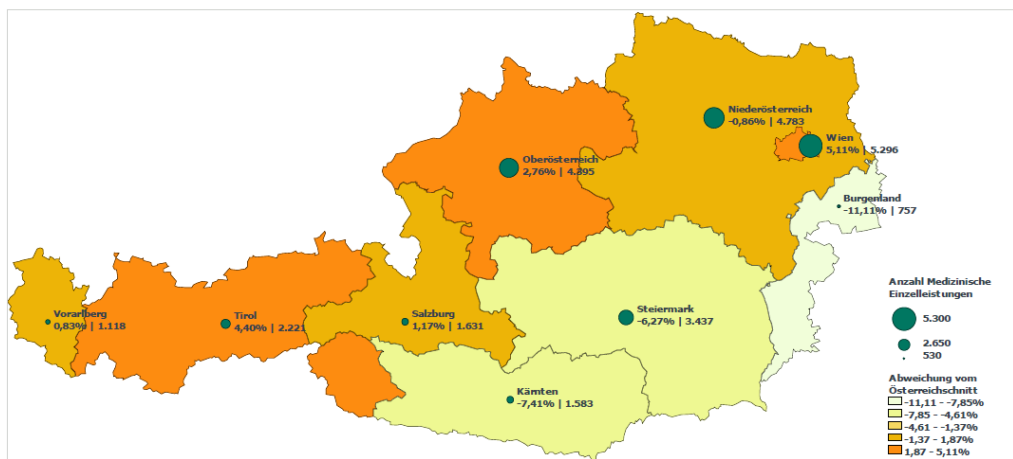 Niederösterreich
-0,86% | 4.783
Wien
5,11% | 5.296
Oberösterreich
2,76% | 4.395
Burgenland
-11,11% | 757
Vorarlberg
0,83% | 1.118
Tirol
4,40% | 2.221
Salzburg
1,17% | 1.631
Steiermark
-6,27% | 3.437
Kärnten
-7,41% | 1.583
Anzahl Medizinische
Einzelleistungen
5.300
2.650
530
Abweichung vom
Österreichschnitt
-11,11 - -7,85%
-7,85 - -4,61%
-4,61 - -1,37%
-1,37 - 1,87%
1,87 - 5,11%